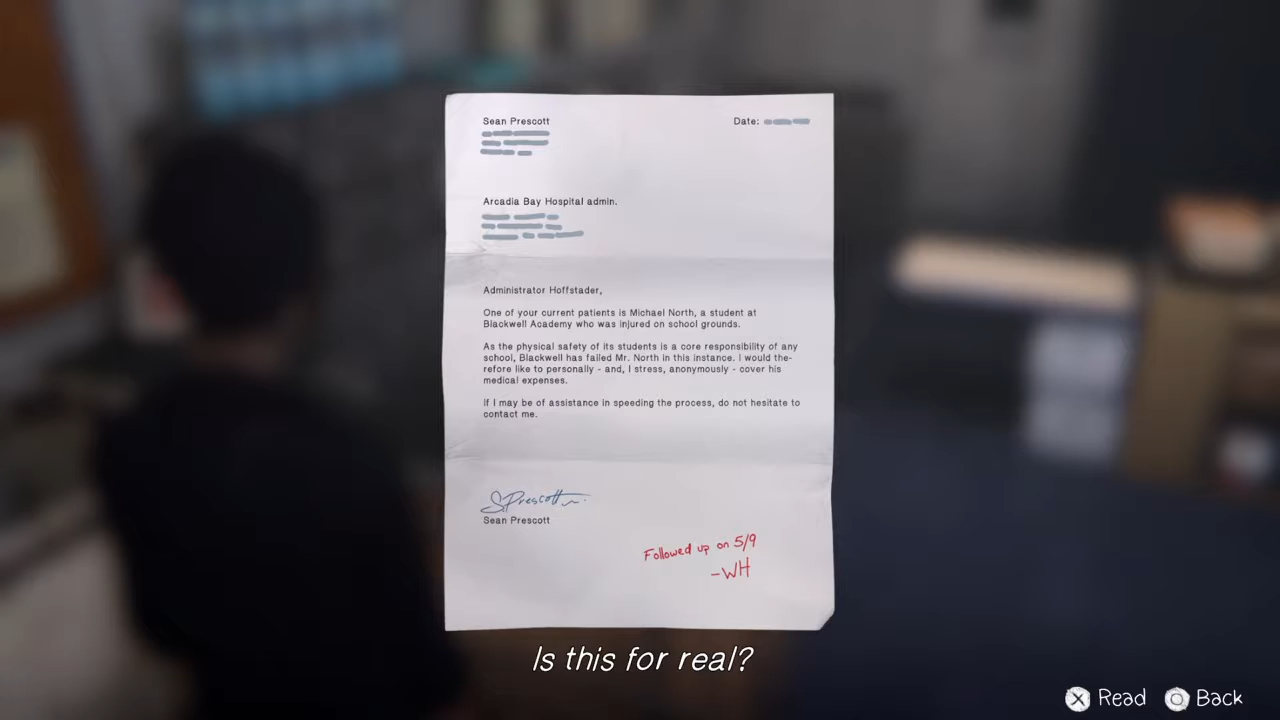 Sean Prescott
Date:
Arcadia Bay Hospital admin.
Administrator Hoffstader,
One of your current patients is Michael North, a student at
Blackwell Academy who was injured on school grounds.
As the physical safety of its students is a core responsibility of any
school, Blackwell has failed Mr. North in this instance. I would the-
refore like to personally - and, I stress, anonymously - cover his
medical expenses.
If I may be of assistance in speeding the process, do not hesitate to
contact me.
SPrescott
Sean Prescott
Followed up on 5/9
-WH
Is this for real?
X Read O Back